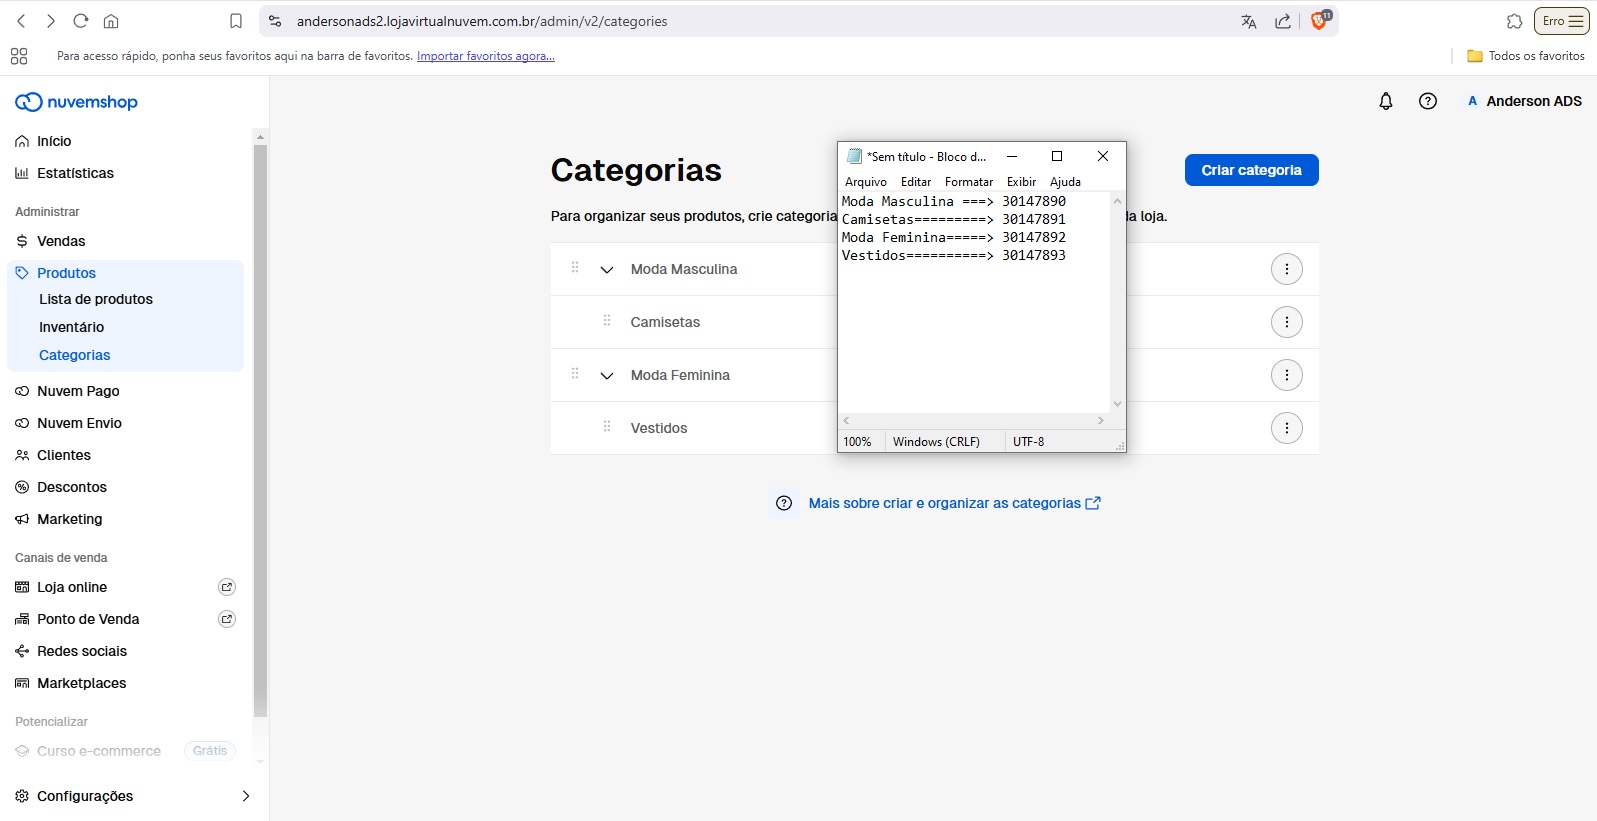 andersonads2.lojavirtualnuvem.com.br/admin/v2/categories
11
Erro
Para acesso rápido, ponha seus favoritos aqui na barra de favoritos. Importar favoritos agora...
Todos os favoritos
nuvemshop
Anderson ADS
A
Início
Estatísticas
Administrar
Vendas
Produtos
Lista de produtos
Inventário
Categorias
Nuvem Pago
Nuvem Envio
Clientes
Descontos
Marketing
Canais de venda
Loja online
Ponto de Venda
Redes sociais
Marketplaces
Potencializar
Curso e-commerce Grátis
Configurações
Categorias
Criar categoria
Para organizar seus produtos, crie categoria
la loja.
Moda Masculina
Camisetas
Moda Feminina
Vestidos
Mais sobre criar e organizar as categorias
*Sem título - Bloco d...
Arquivo Editar Formatar Exibir Ajuda
Moda Masculina ===> 30147890
Camisetas=========> 30147891
Moda Feminina=====> 30147892
Vestidos==========> 30147893
100% Windows (CRLF) UTF-8